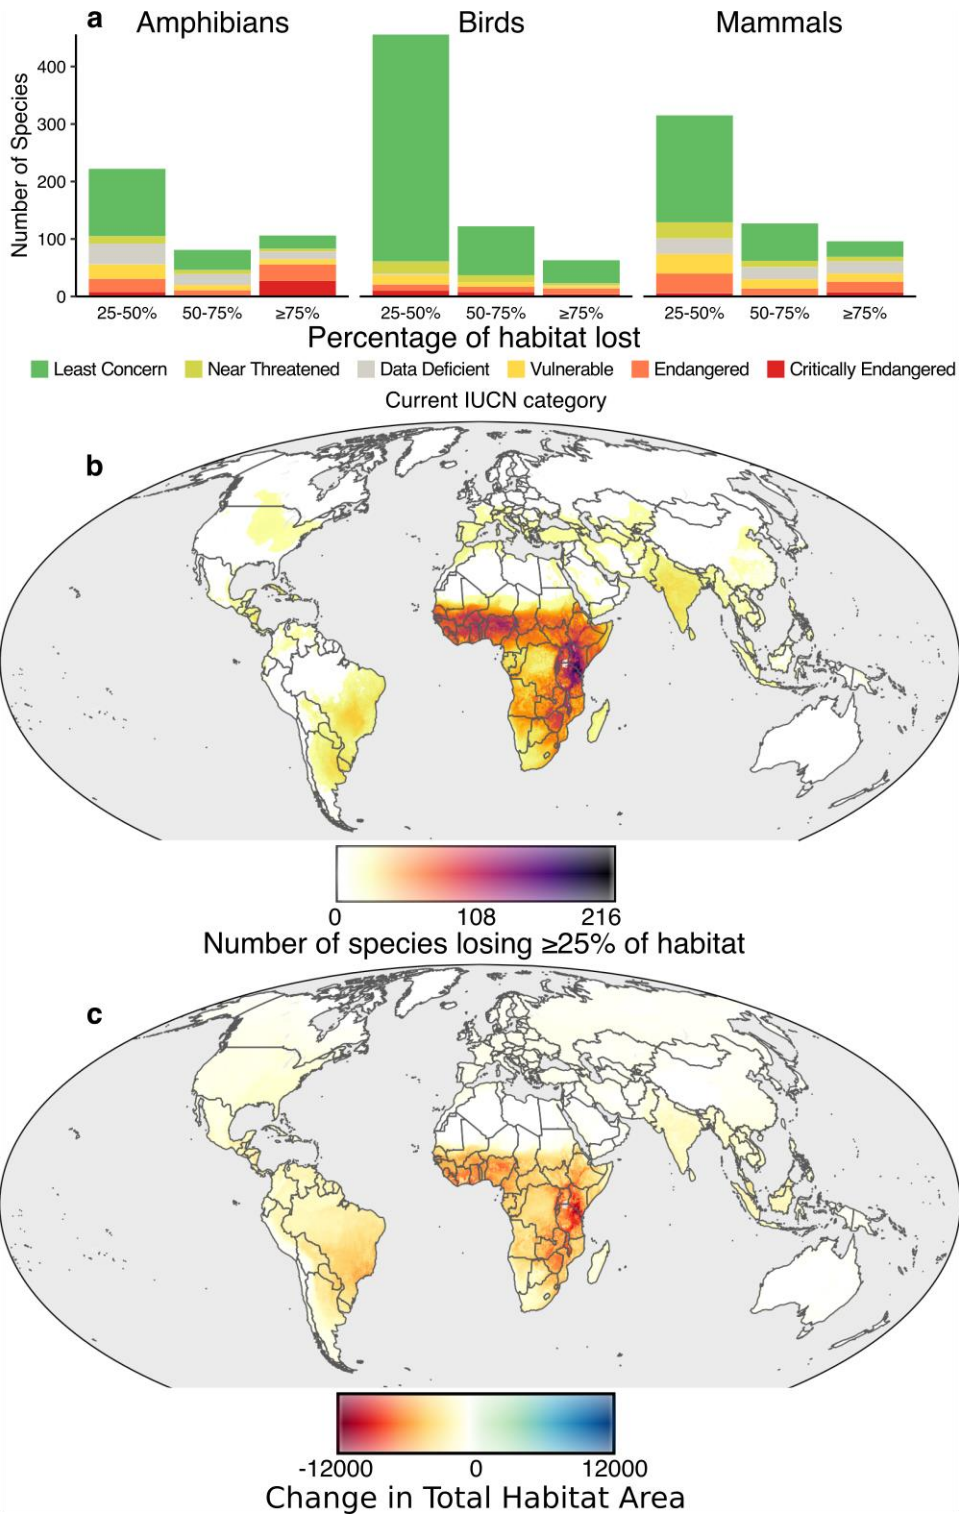 a
Amphibians Birds Mammals
Number of Species
400
300
200
100
0
25-50% 50-75% ≥75% 25-50% 50-75% ≥75% 25-50% 50-75% ≥75%
Percentage of habitat lost
Least Concern Near Threatened Data Deficient Vulnerable Endangered Critically Endangered
Current IUCN category
b
0 108 216
Number of species losing ≥25% of habitat
c
-12000 0 12000
Change in Total Habitat Area